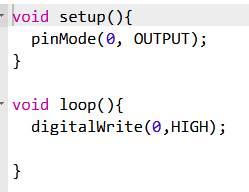 void setup(){
  pinMode(0, OUTPUT);
}

void loop(){
  digitalWrite(0,HIGH);

}